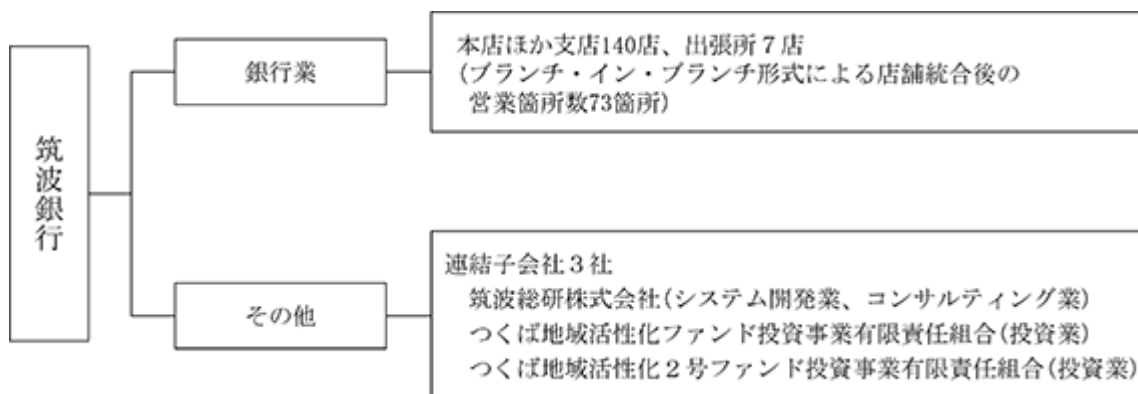 筑波銀行
銀行業
本店ほか支店140店、出張所7店
(ブランチ・イン・ブランチ形式による店舗統合後の
営業箇所数73箇所)
その他
連結子会社3社
筑波総研株式会社(システム開発業、コンサルティング業)
つくば地域活性化ファンド投資事業有限責任組合(投資業)
つくば地域活性化2号ファンド投資事業有限責任組合(投資業)